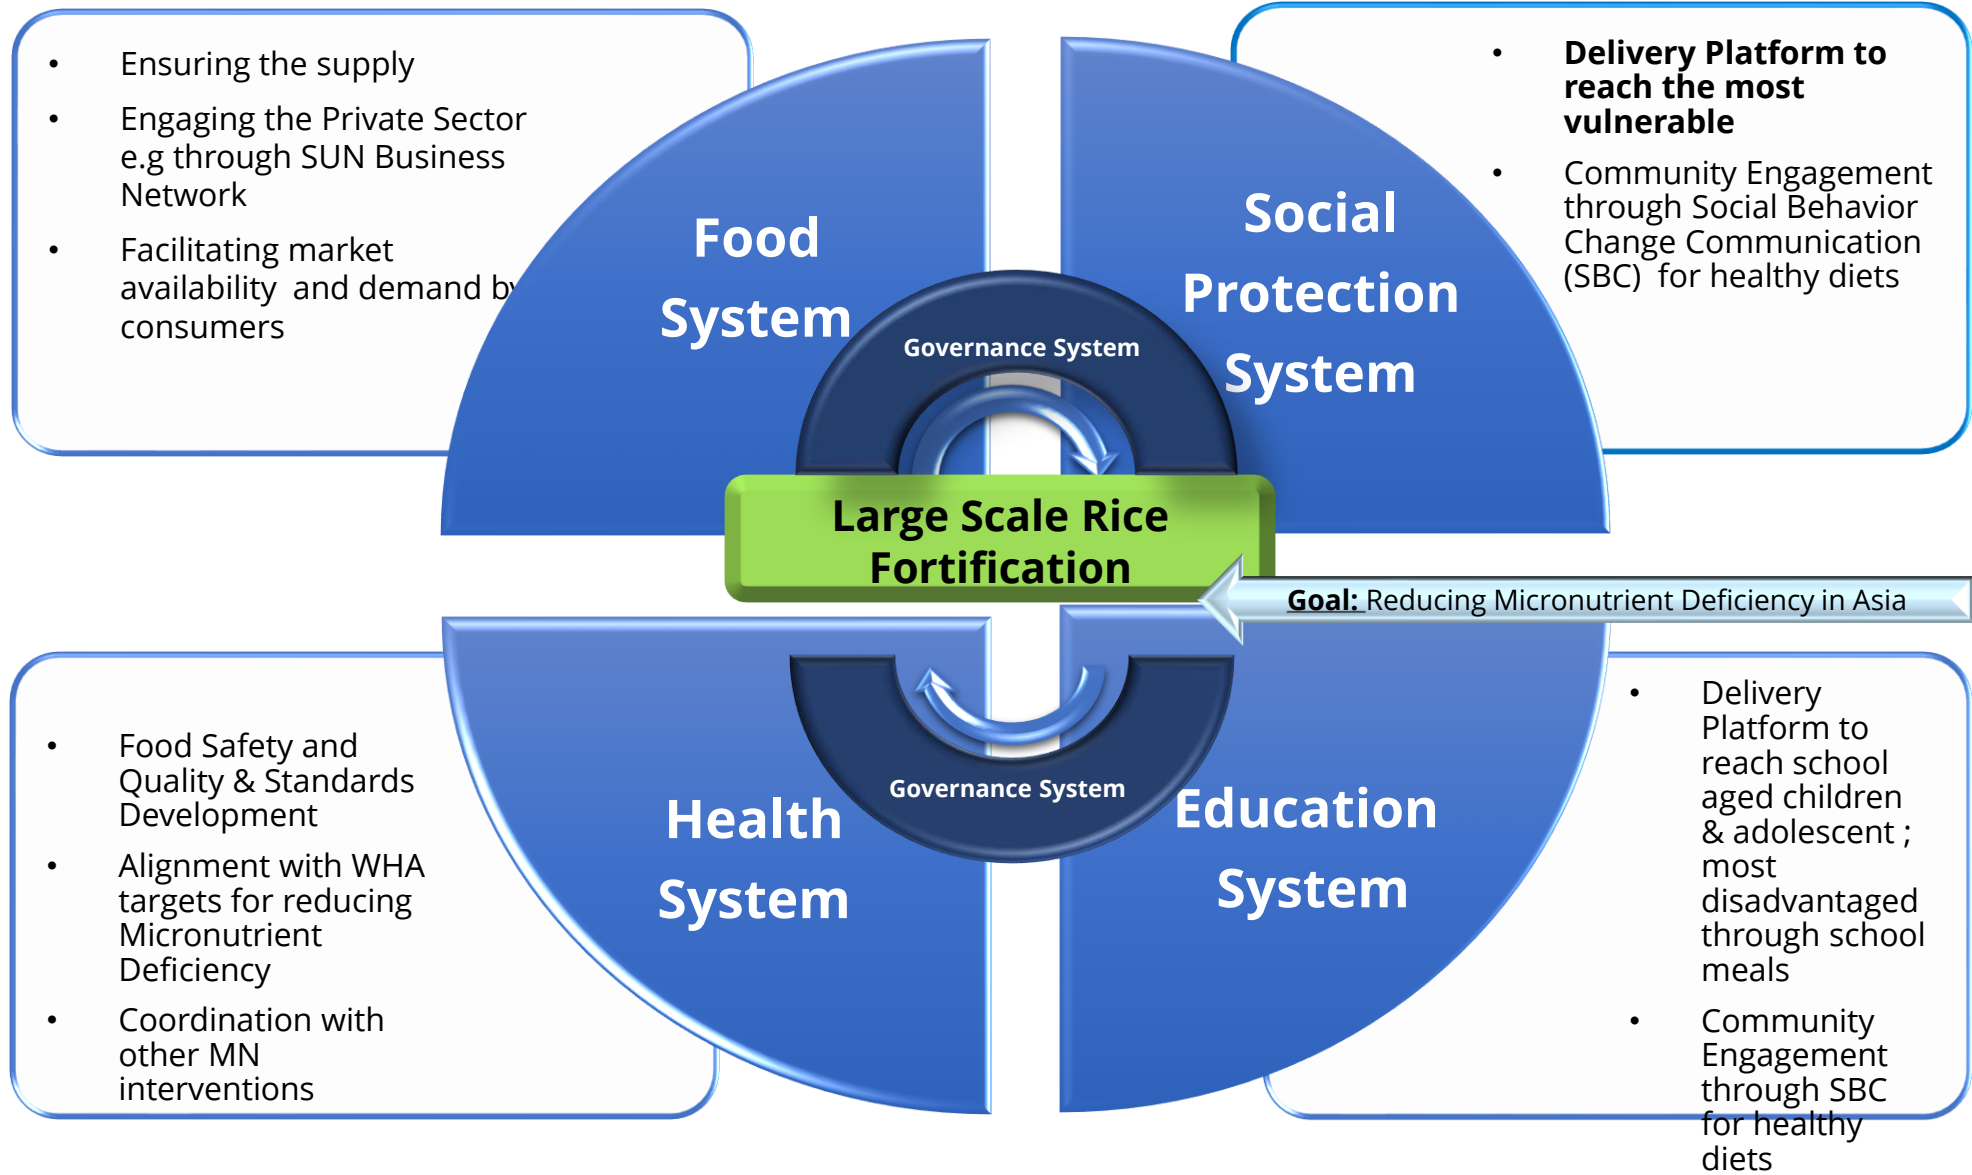 • Ensuring the supply
• Engaging the Private Sector
e.g through SUN Business
Network
• Facilitating market
availability and demand by
consumers
Food
System
Social
Protection
System
• Delivery Platform to
reach the most
vulnerable
• Community Engagement
through Social Behavior
Change Communication
(SBC) for healthy diets
Governance System
Large Scale Rice
Fortification
Goal: Reducing Micronutrient Deficiency in Asia
• Food Safety and
Quality & Standards
Development
• Alignment with WHA
targets for reducing
Micronutrient
Deficiency
• Coordination with
other MN
interventions
Health
System
Governance System
Education
System
• Delivery
Platform to
reach school
aged children
& adolescent ;
most
disadvantaged
through school
meals
• Community
Engagement
through SBC
for healthy
diets